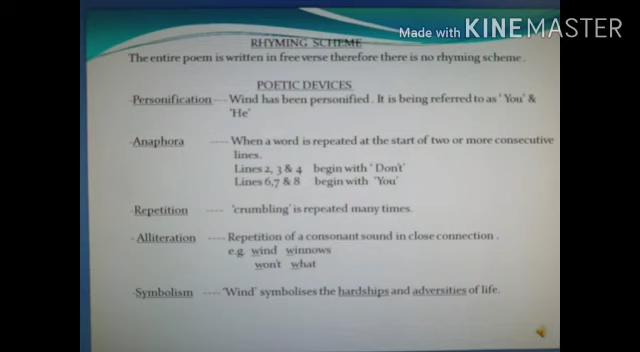 Made with KINEMASTER
RHYMING SCHEME
The entire poem is written in free verse therefore there is no rhyming scheme.
POETIC DEVICES
-Personification --- Wind has been personified. It is being referred to as ' You' &
'He'
-Anaphora ---- When a word is repeated at the start of two or more consecutive
lines.
Lines 2, 3 & 4 begin with ' Don't'
Lines 6,7 & 8 begin with 'You'
-Repetition ---- 'crumbling' is repeated many times.
- Alliteration ---- Repetition of a consonant sound in close connection .
e.g. wind winnows
won't what
-Symbolism ---- 'Wind' symbolises the hardships and adversities of life.